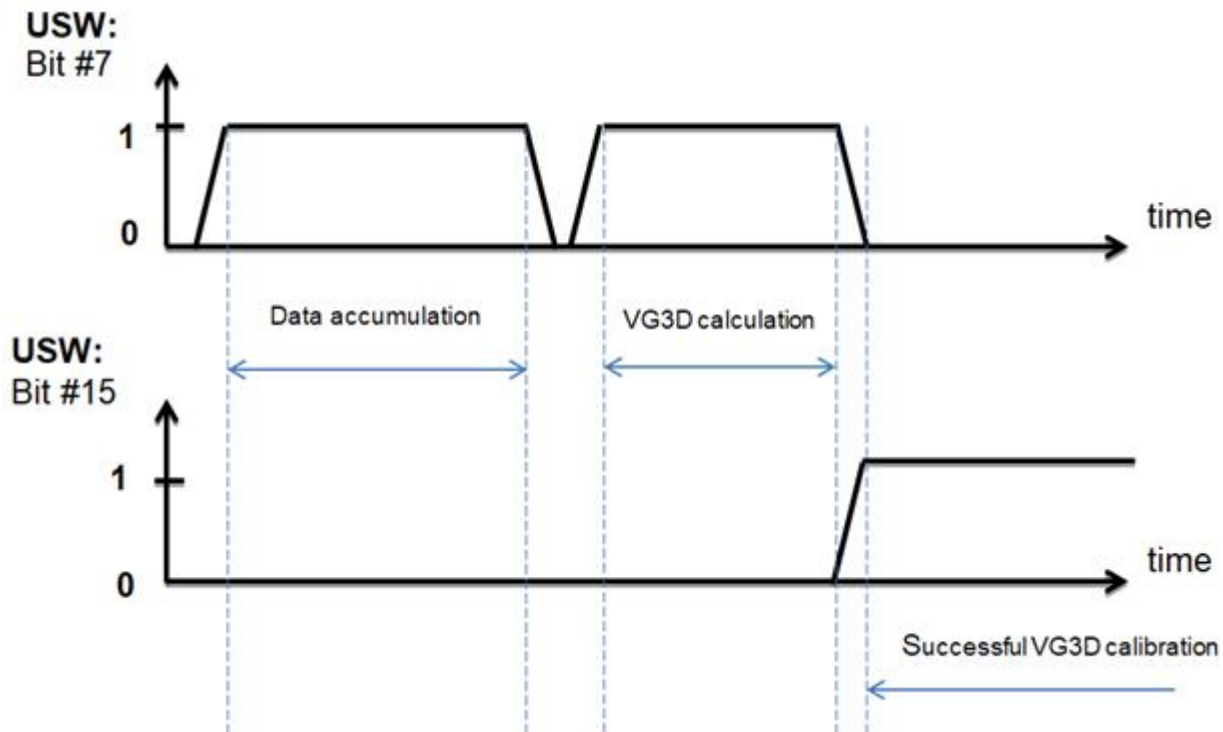 USW:
Bit #7
1
0
time
Data accumulation
VG3D calculation
USW:
Bit #15
1
0
time
Successful VG3D calibration